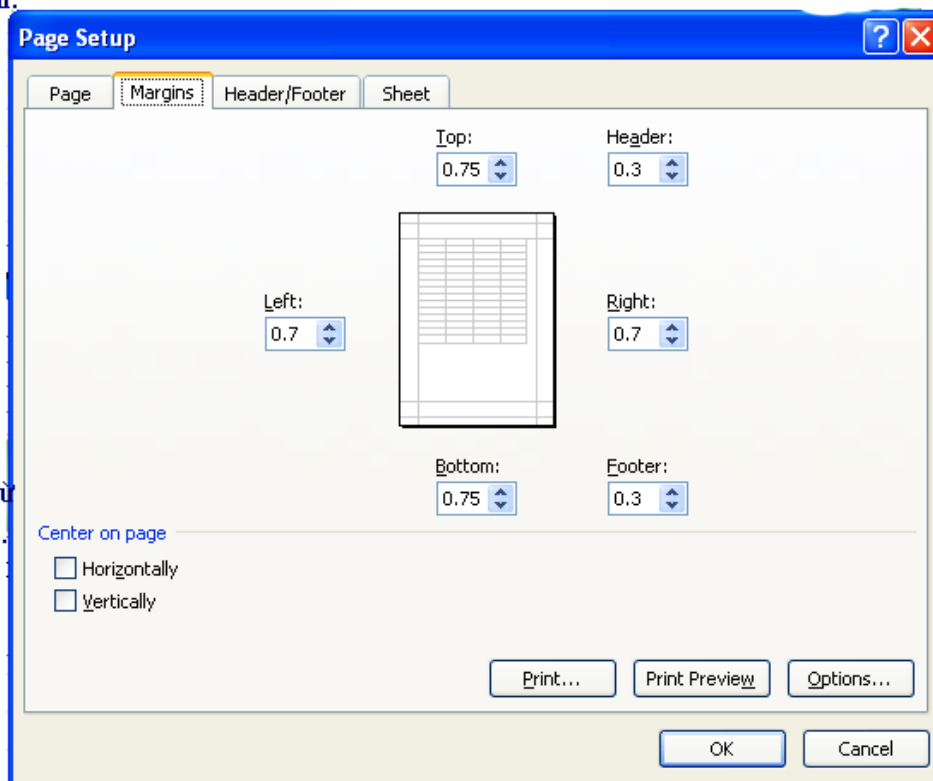 Page Setup
Page Margins Header/Footer Sheet
Top: Header:
0.75 0.3
Left: Right:
0.7 0.7
Bottom: Footer:
0.75 0.3
Center on page
Horizontally
Vertically
Print... Print Preview Options...
OK Cancel